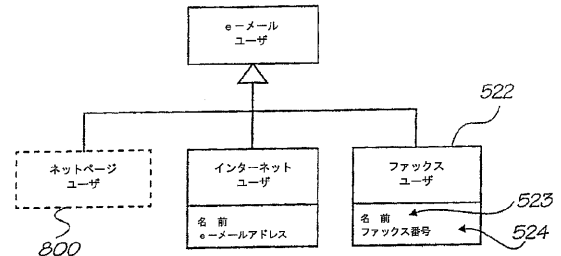 e－メール
ユーザ
522
ネットページ
ユーザ
インターネット
ユーザ
ファックス
ユーザ
名　前
e－メールアドレス
名　前
ファックス番号
523
524
800